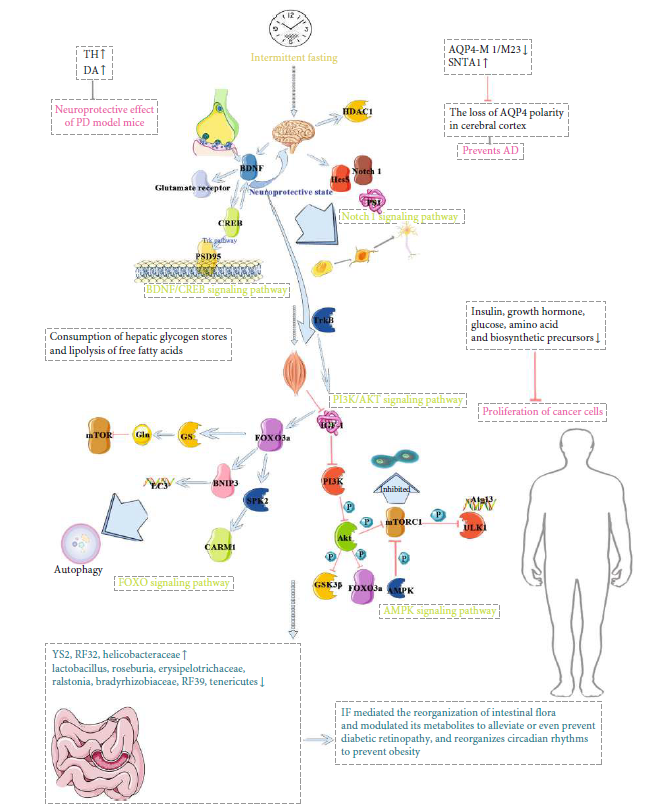 12
3
6
9
Intermittent fasting
TH↑
DA↑
Neuroprotective effect
of PD model mice
AQP4-M 1/M23↓
SNTA1↑
The loss of AQP4 polarity
in cerebral cortex
Prevents AD
HDAC1
BDNF
Glutamate receptor
Neuroprotective state
Hes5
Notch 1
PS1
Notch 1 signaling pathway
CREB
Trk pathway
PSD95
BDNF/CREB signaling pathway
TrkB
Consumption of hepatic glycogen stores
and lipolysis of free fatty acids
Insulin, growth hormone,
glucose, amino acid
and biosynthetic precursors↓
Proliferation of cancer cells
PI3K/AKT signaling pathway
IGF-1
mTOR
Gln
GS
FOXO3a
LC3
BNIP3
SPK2
CARM1
Autophagy
FOXO signaling pathway
PI3K
Inhibited
P
Akt
P
mTORC1
P
Atg13
ULK1
P
P
P
GSK3β
FOXO3a
AMPK
AMPK signaling pathway
YS2, RF32, helicobacteraceae↑
lactobacillus, roseburia, erysipelotrichaceae,
ralstonia, bradyrhizobiaceae, RF39, tenericutes↓
IF mediated the reorganization of intestinal flora
and modulated its metabolites to alleviate or even prevent
diabetic retinopathy, and reorganizes circadian rhythms
to prevent obesity